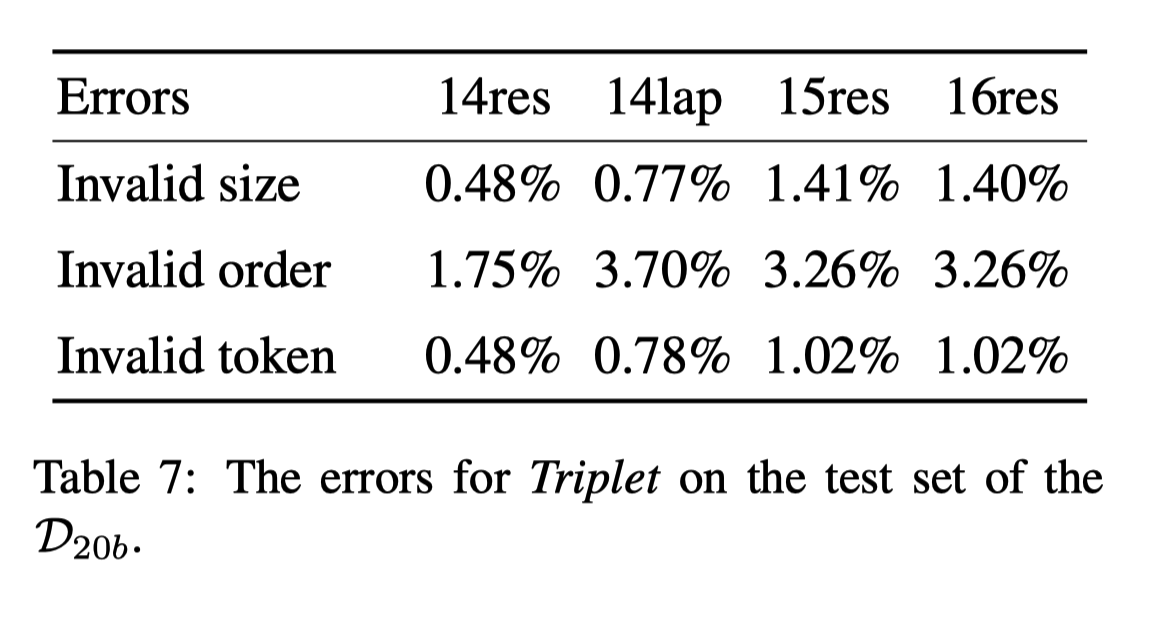 Errors 14res 14lap 15res 16res
Invalid size 0.48% 0.77% 1.41% 1.40%
Invalid order 1.75% 3.70% 3.26% 3.26%
Invalid token 0.48% 0.78% 1.02% 1.02%
Table 7: The errors for Triplet on the test set of the
𝒟₂₀b.